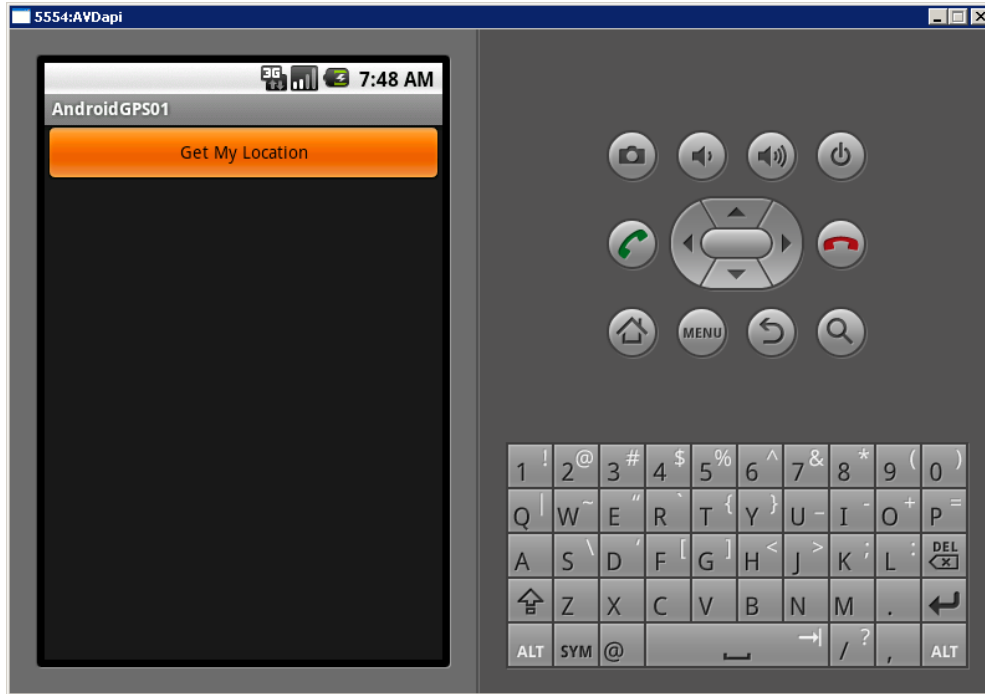 5554:AVDapi
3G 7:48 AM
AndroidGPS01
Get My Location
MENU
1 ! 2 @ 3 # 4 $ 5 % 6 ^ 7 & 8 * 9 ( 0 )
Q | W ~ E " R ` T { Y } U _ I - O + P =
A S \ D ' F [ G ] H < J > K ; L : DEL
Z X C V B N M .
ALT SYM @ / ? , ALT